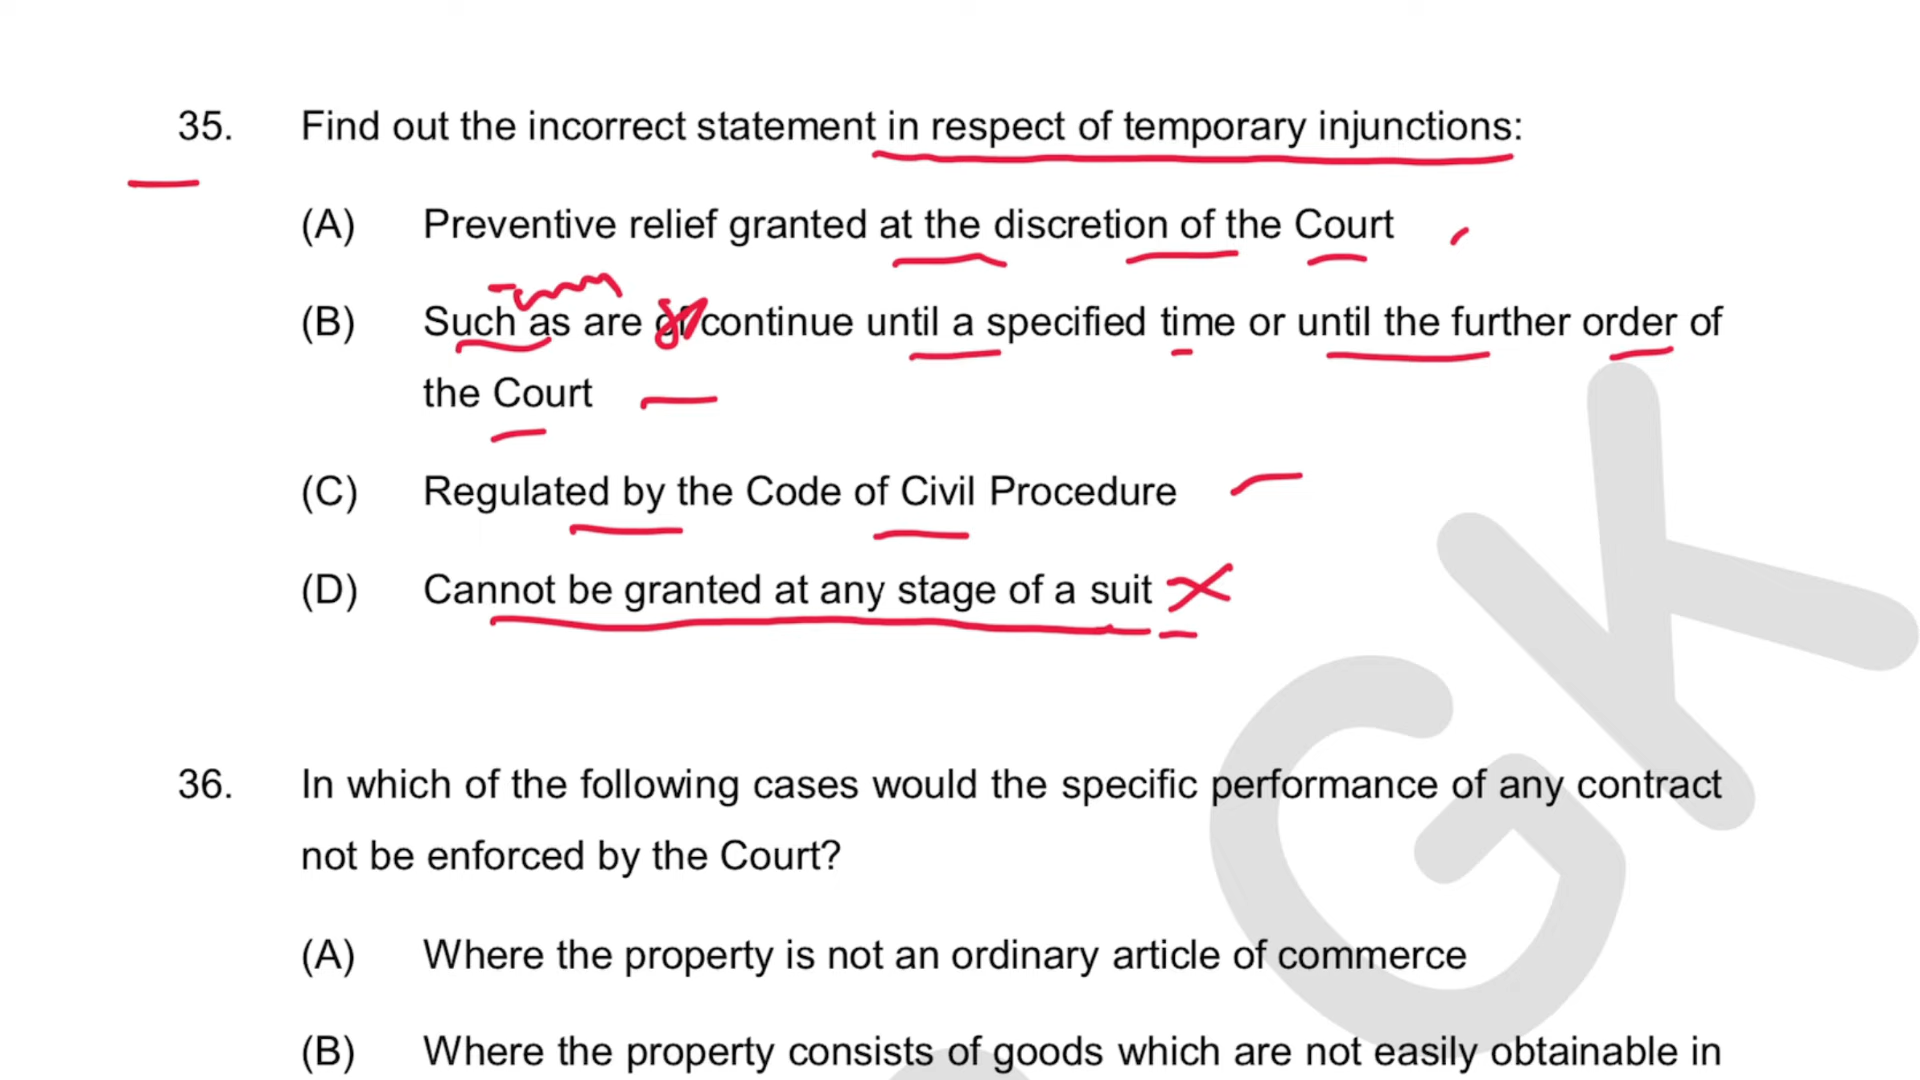 35. Find out the incorrect statement in respect of temporary injunctions:
(A) Preventive relief granted at the discretion of the Court
(B) Such as are of continue until a specified time or until the further order of
the Court
(C) Regulated by the Code of Civil Procedure
(D) Cannot be granted at any stage of a suit
36. In which of the following cases would the specific performance of any contract
not be enforced by the Court?
(A) Where the property is not an ordinary article of commerce
(B) Where the property consists of goods which are not easily obtainable in
GK